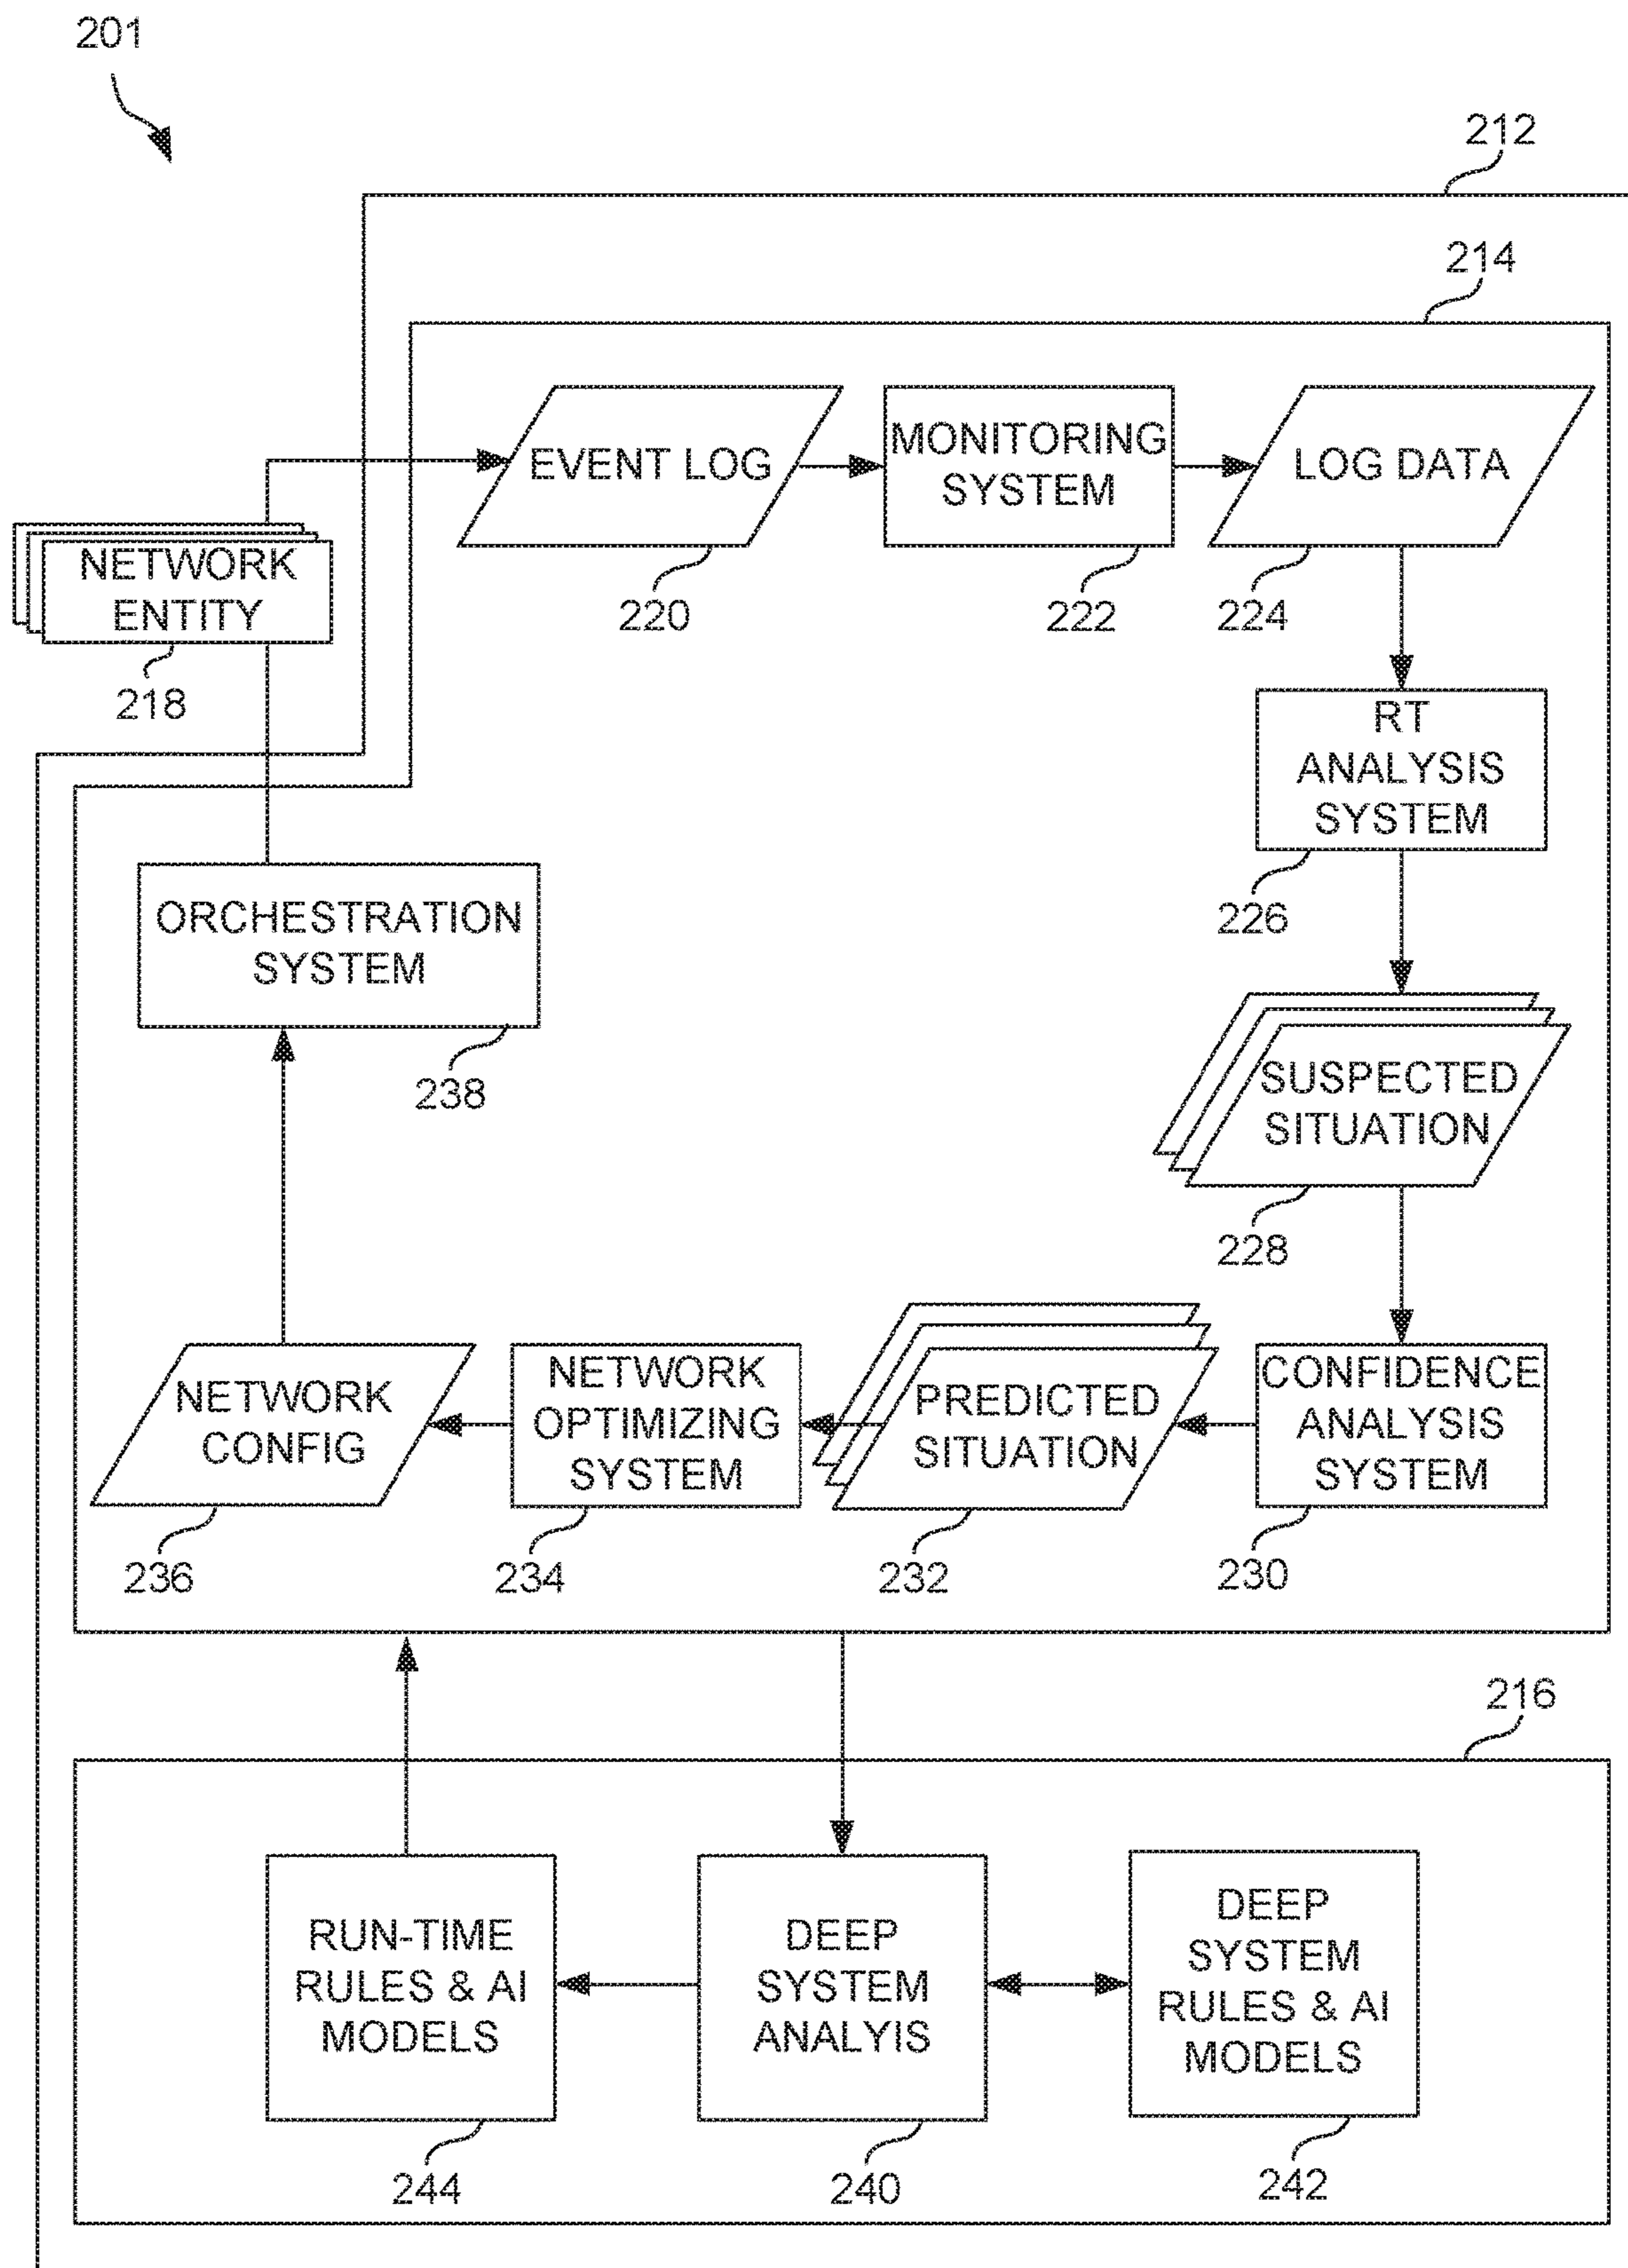 201
212
214
EVENT LOG
MONITORING
SYSTEM
LOG DATA
220
222
224
NETWORK
ENTITY
218
RT
ANALYSIS
SYSTEM
226
ORCHESTRATION
SYSTEM
238
SUSPECTED
SITUATION
228
NETWORK
CONFIG
236
NETWORK
OPTIMIZING
SYSTEM
234
PREDICTED
SITUATION
232
CONFIDENCE
ANALYSIS
SYSTEM
230
216
RUN-TIME
RULES & AI
MODELS
244
DEEP
SYSTEM
ANALYIS
240
DEEP
SYSTEM
RULES & AI
MODELS
242